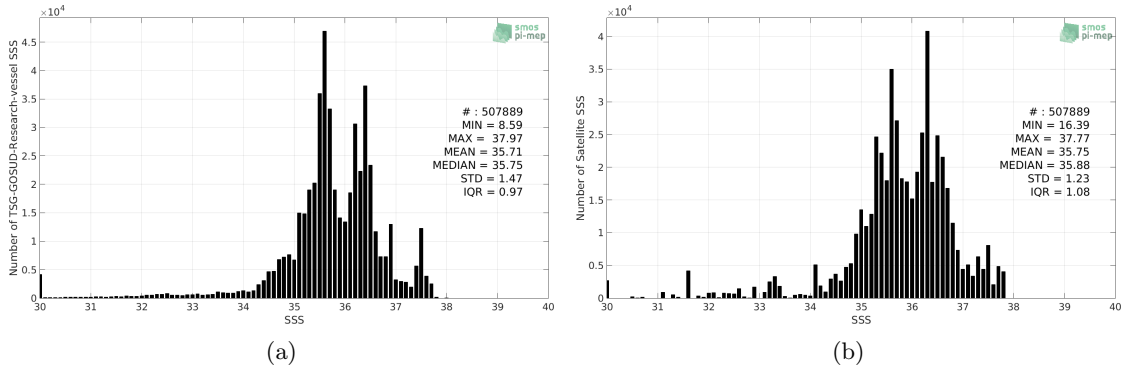 ×10⁴
4.5
4
3.5
3
2.5
2
1.5
1
0.5
0
30 31 32 33 34 35 36 37 38 39 40
SSS
Number of TSG-GOSUD-Research-vessel SSS
smos
pi-mep
# : 507889
MIN = 8.59
MAX = 37.97
MEAN = 35.71
MEDIAN = 35.75
STD = 1.47
IQR = 0.97
(a)
×10⁴
4
3.5
3
2.5
2
1.5
1
0.5
0
30 31 32 33 34 35 36 37 38 39 40
SSS
Number of Satellite SSS
smos
pi-mep
# : 507889
MIN = 16.39
MAX = 37.77
MEAN = 35.75
MEDIAN = 35.88
STD = 1.23
IQR = 1.08
(b)